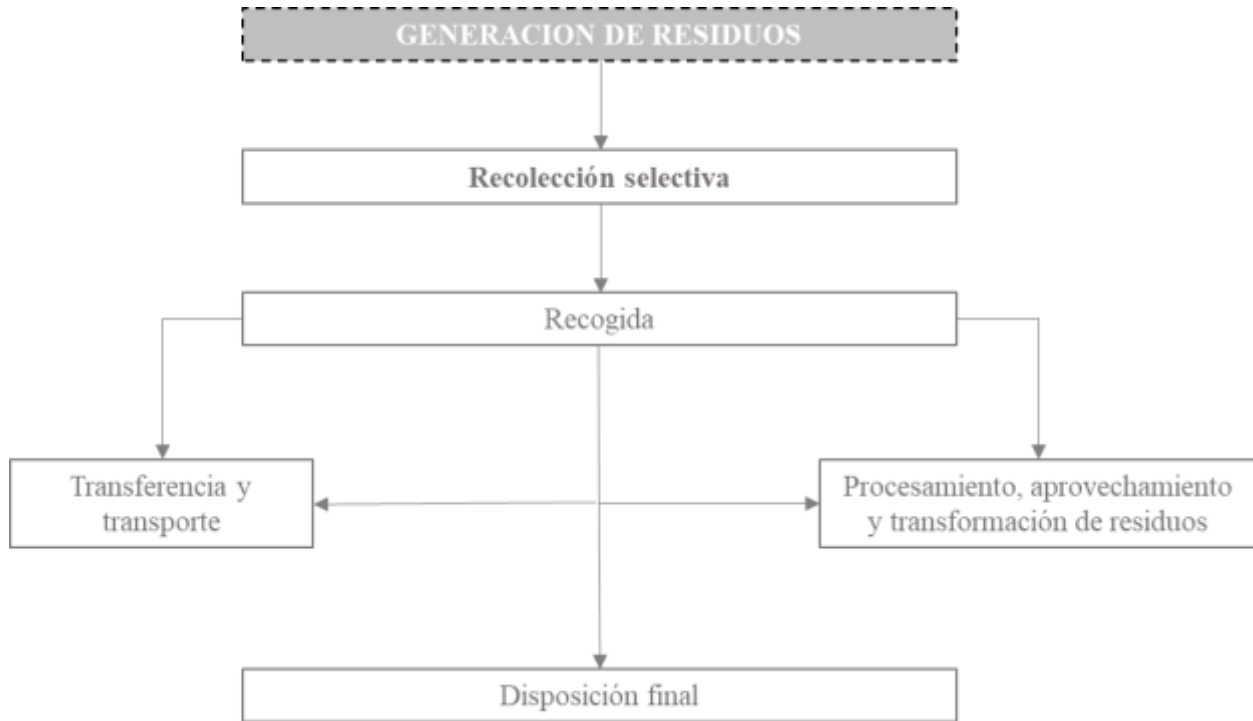 GENERACION DE RESIDUOS
Recolección selectiva
Recogida
Transferencia y
transporte
Procesamiento, aprovechamiento
y transformación de residuos
Disposición final